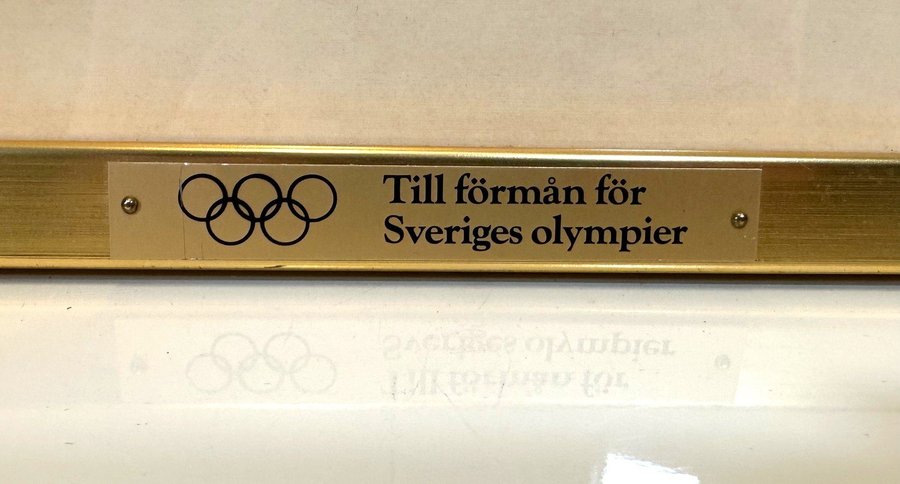 Till förmån för
Sveriges olympier